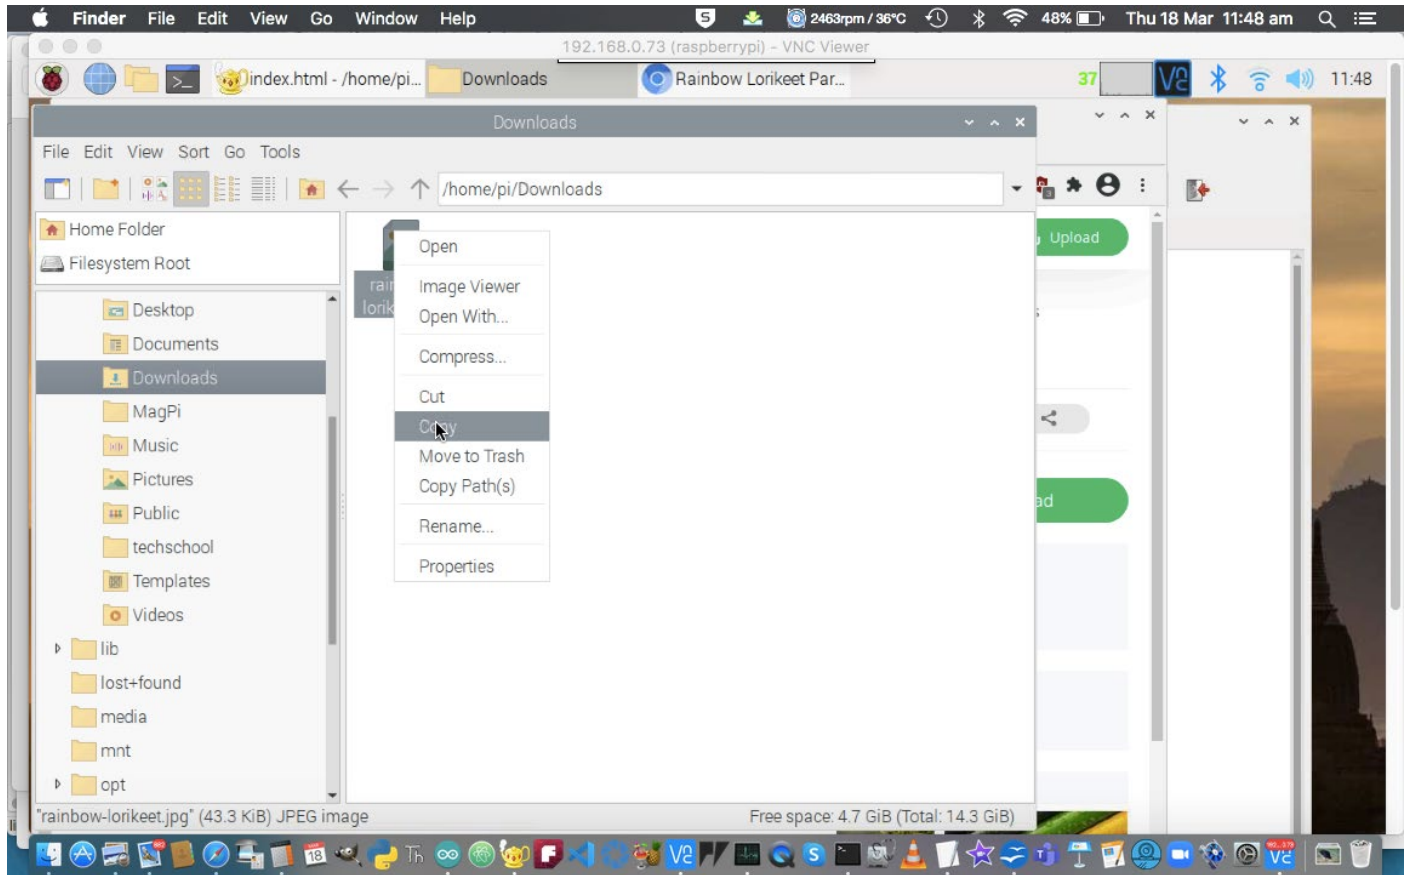 Finder File Edit View Go Window Help 2463rpm / 36°C 48% Thu 18 Mar 11:48 am
192.168.0.73 (raspberrypi) - VNC Viewer
index.html - /home/pi... Downloads Rainbow Lorikeet Par... 37 11:48
Downloads
File Edit View Sort Go Tools
/home/pi/Downloads
Home Folder
Filesystem Root
Desktop
Documents
Downloads
MagPi
Music
Pictures
Public
techschool
Templates
Videos
lib
lost+found
media
mnt
opt
Open
Image Viewer
Open With...
Compress...
Cut
Copy
Move to Trash
Copy Path(s)
Rename...
Properties
Upload
"rainbow-lorikeet.jpg" (43.3 KiB) JPEG image Free space: 4.7 GiB (Total: 14.3 GiB)
18 Th